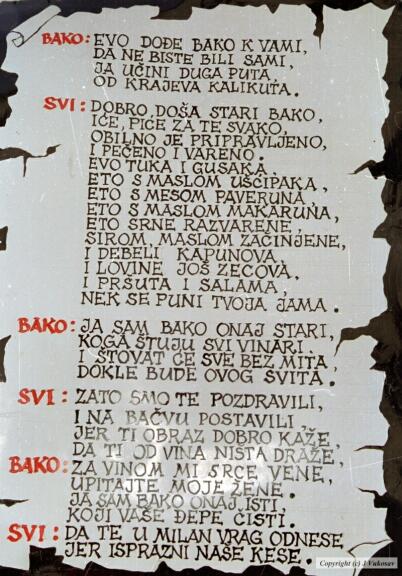 BAKO: EVO DOĐE BAKO K VAMI,
DA NE BISTE BILI SAMI,
JA UČINI DUGA PUTA,
OD KRAJEVA KALIKUTA.
SVI: DOBRO DOŠA STARI BAKO,
IĆE, PIĆE ZA TE SVAKO,
OBILNO JE PRIPRAVLJENO,
I PEČENO I VARENO.
EVO TUKA I GUSAKA,
ETO S MASLOM UŠĆIPAKA,
ETO S MESOM PAVERUNA,
ETO S MASLOM MAKARUNA,
ETO SRNE RAZVARENE,
SIROM, MASLOM ZAČINJENE,
I DEBELI KAPUNOVA,
I LOVINE JOŠ ZECOVA,
I PRŠUTA I SALAMA,
NEK SE PUNI TVOJA JAMA.
BAKO: JA SAM BAKO ONAJ STARI,
KOGA ŠTUJU SVI VINARI.
I ŠTOVAT ĆE SVE BEZ MITA,
DOKLE BUDE OVOG SVITA.
SVI: ZATO SMO TE POZDRAVILI,
I NA BAČVU POSTAVILI,
JER TI OBRAZ DOBRO KAŽE,
DA TI OD VINA NIŠTA DRAŽE,
BAKO: ZA VINOM MI SRCE VENE,
UPITAJTE MOJE ŽENE.
JA SAM BAKO ONAJ ISTI,
KOJI VAŠE ĐEPE ČISTI.
SVI: DA TE U MILAN VRAG ODNESE
JER ISPRAZNI NAŠE KESE.
Copyright (c) J Vukosav